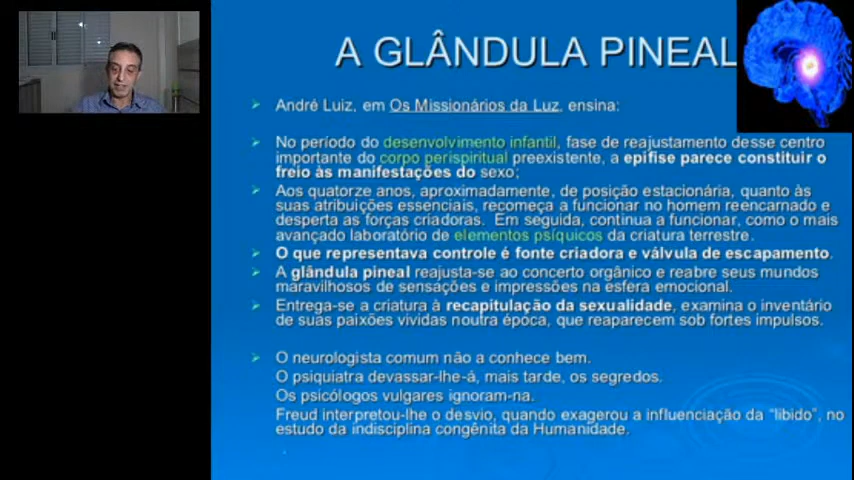 A GLÂNDULA PINEAL
André Luiz, em Os Missionários da Luz, ensina:
No período do desenvolvimento infantil, fase de reajustamento desse centro
importante do corpo perispiritual preexistente, a epífise parece constituir o
freio às manifestações do sexo;
Aos quatorze anos, aproximadamente, de posição estacionária, quanto às
suas atribuições essenciais, recomeça a funcionar no homem reencarnado e
desperta as forças criadoras. Em seguida, continua a funcionar, como o mais
avançado laboratório de elementos psíquicos da criatura terrestre.
O que representava controle é fonte criadora e válvula de escapamento.
A glândula pineal reajusta-se ao concerto orgânico e reabre seus mundos
maravilhosos de sensações e impressões na esfera emocional.
Entrega-se a criatura à recapitulação da sexualidade, examina o inventário
de suas paixões vividas noutra época, que reaparecem sob fortes impulsos.
O neurologista comum não a conhece bem.
O psiquiatra devassar-lhe-á, mais tarde, os segredos.
Os psicólogos vulgares ignoram-na.
Freud interpretou-lhe o desvio, quando exagerou a influenciação da "libido", no
estudo da indisciplina congênita da Humanidade.